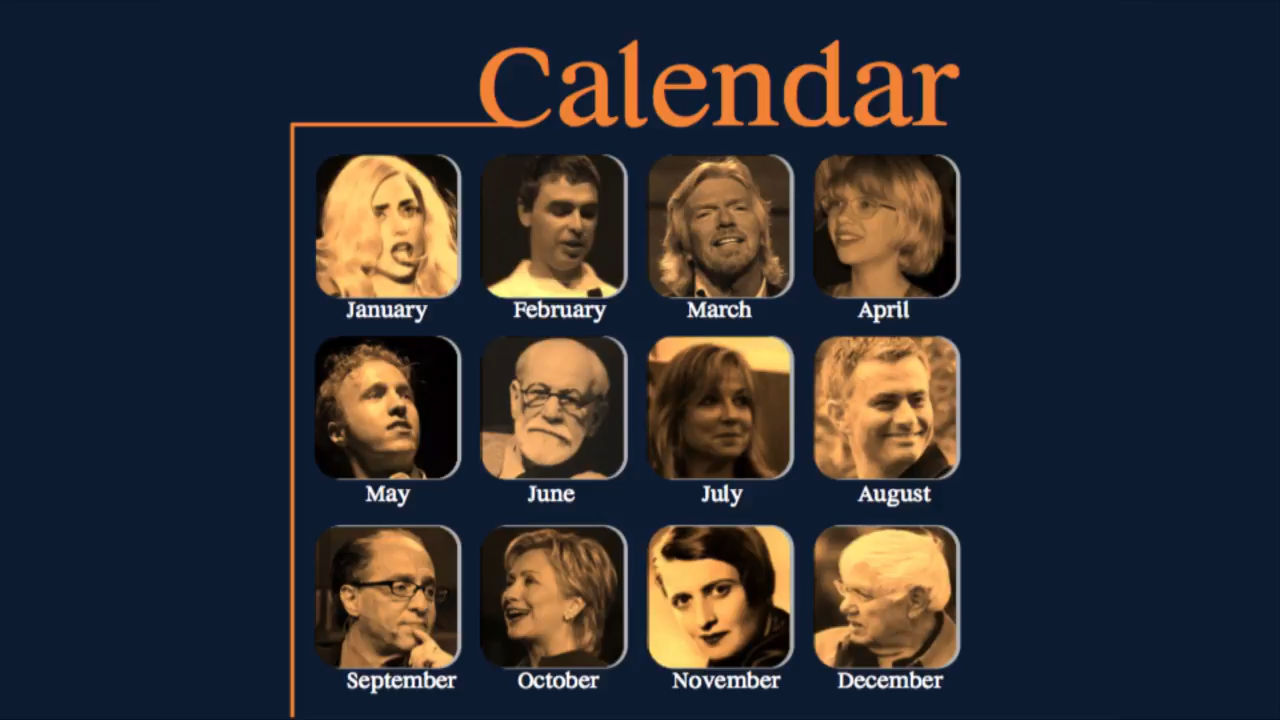 Calendar
January February March April
May June July August
September October November December